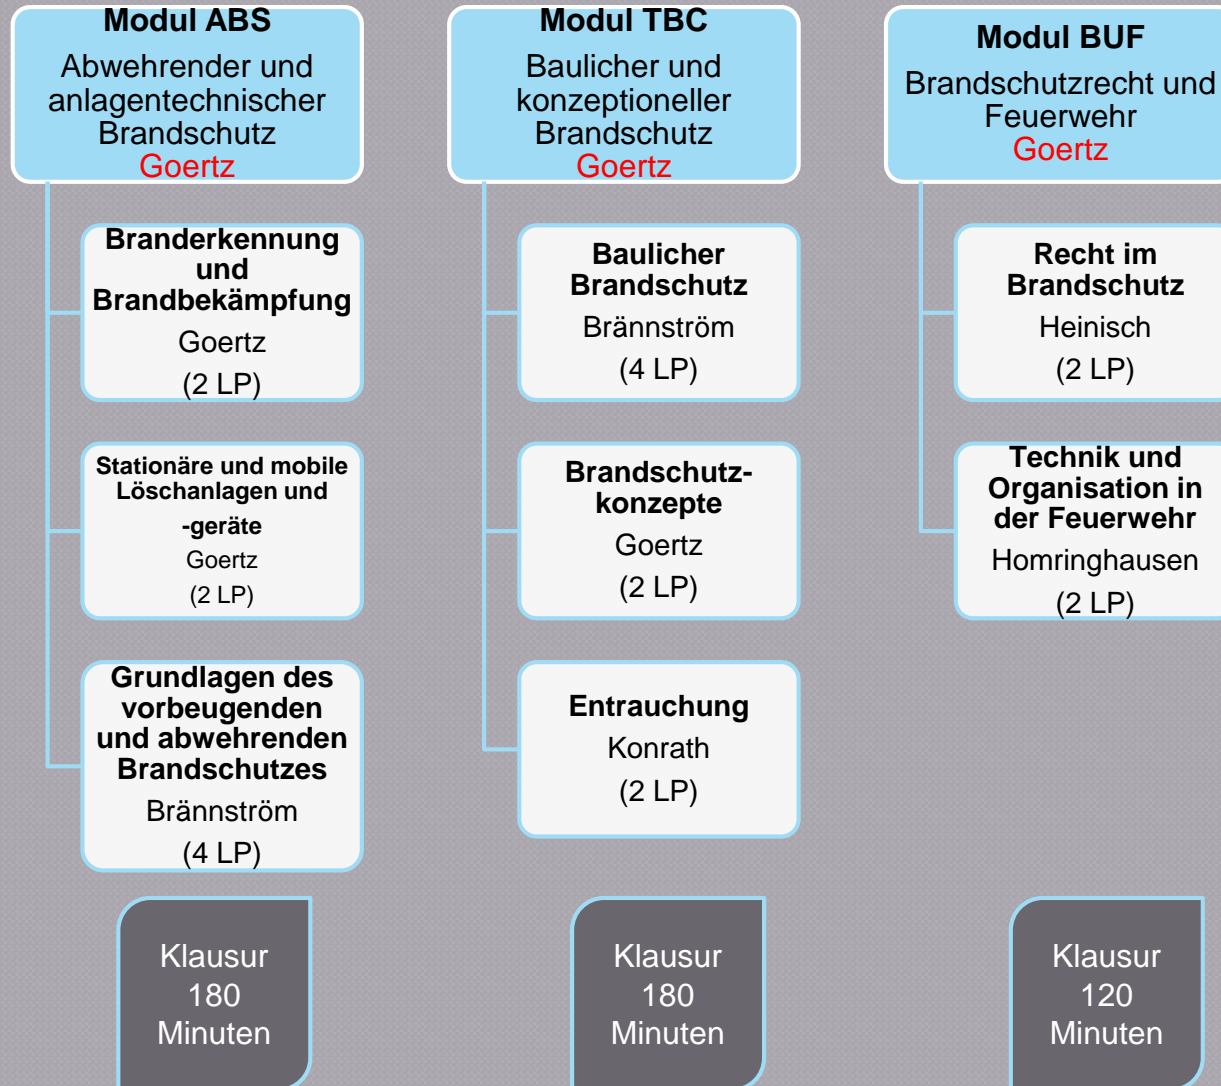 Modul ABS
Abwehrender und
anlagentechnischer
Brandschutz
Goertz
Branderkennung
und
Brandbekämpfung
Goertz
(2 LP)
Stationäre und mobile
Löschanlagen und
-geräte
Goertz
(2 LP)
Grundlagen des
vorbeugenden
und abwehrenden
Brandschutzes
Brännström
(4 LP)
Klausur
180
Minuten
Modul TBC
Baulicher und
konzeptioneller
Brandschutz
Goertz
Baulicher
Brandschutz
Brännström
(4 LP)
Brandschutz-
konzepte
Goertz
(2 LP)
Entrauchung
Konrath
(2 LP)
Klausur
180
Minuten
Modul BUF
Brandschutzrecht und
Feuerwehr
Goertz
Recht im
Brandschutz
Heinisch
(2 LP)
Technik und
Organisation in
der Feuerwehr
Homringhausen
(2 LP)
Klausur
120
Minuten